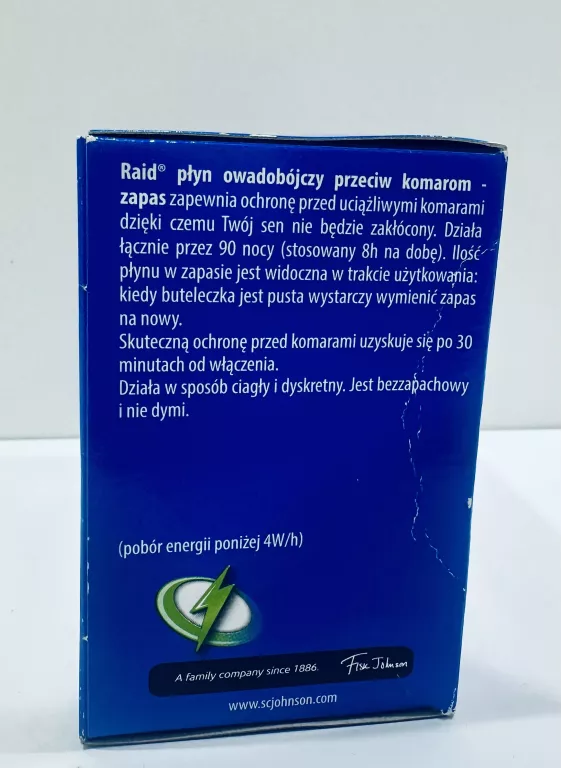 Raid® płyn owadobójczy przeciw komarom -
zapas zapewnia ochronę przed uciążliwymi komarami
dzięki czemu Twój sen nie będzie zakłócony. Działa
łącznie przez 90 nocy (stosowany 8h na dobę). Ilość
płynu w zapasie jest widoczna w trakcie użytkowania:
kiedy buteleczka jest pusta wystarczy wymienić zapas
na nowy.
Skuteczną ochronę przed komarami uzyskuje się po 30
minutach od włączenia.
Działa w sposób ciągły i dyskretny. Jest bezzapachowy
i nie dymi.
(pobór energii poniżej 4W/h)
A family company since 1886.
Fisk Johnson
www.scjohnson.com